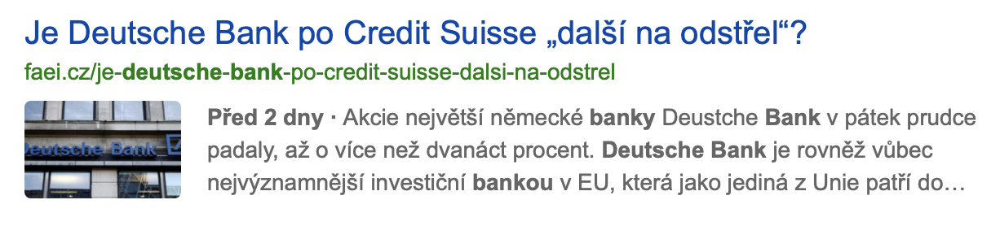 Je Deutsche Bank po Credit Suisse „další na odstřel“?
faei.cz/je-deutsche-bank-po-credit-suisse-dalsi-na-odstrel
Deutsche Bank
Před 2 dny · Akcie největší německé banky Deustche Bank v pátek prudce
padaly, až o více než dvanáct procent. Deutsche Bank je rovněž vůbec
nejvýznamnější investiční bankou v EU, která jako jediná z Unie patří do…